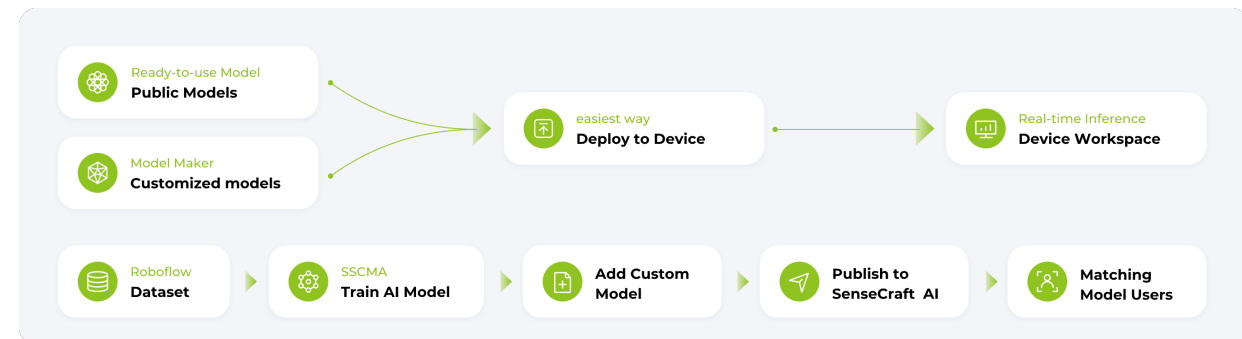 Ready-to-use Model
Public Models
Model Maker
Customized models
easiest way
Deploy to Device
Real-time Inference
Device Workspace
Roboflow
Dataset
SSCMA
Train AI Model
Add Custom
Model
Publish to
SenseCraft AI
Matching
Model Users